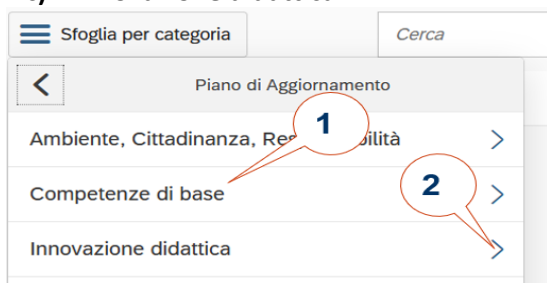 Sfoglia per categoria
Cerca
Piano di Aggiornamento
1
Ambiente, Cittadinanza,
Competenze di base
2
Innovazione didattica